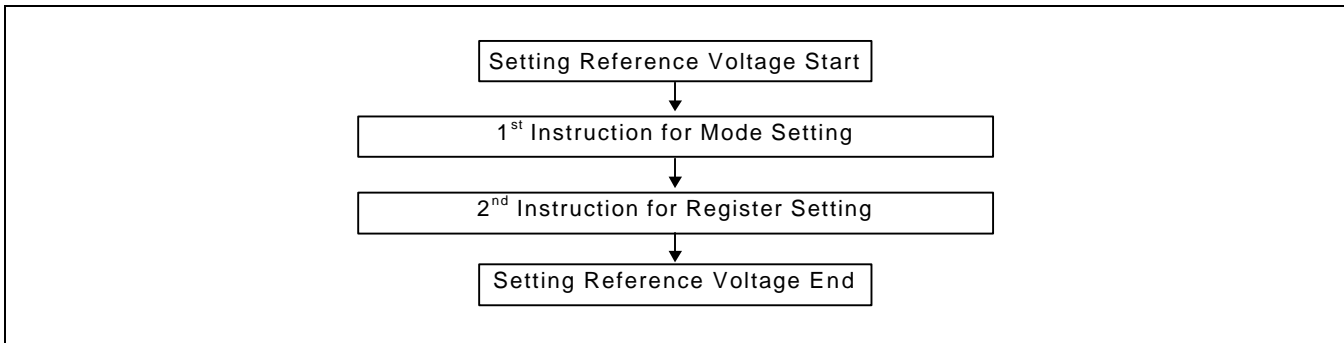 Setting Reference Voltage Start
1st Instruction for Mode Setting
2nd Instruction for Register Setting
Setting Reference Voltage End